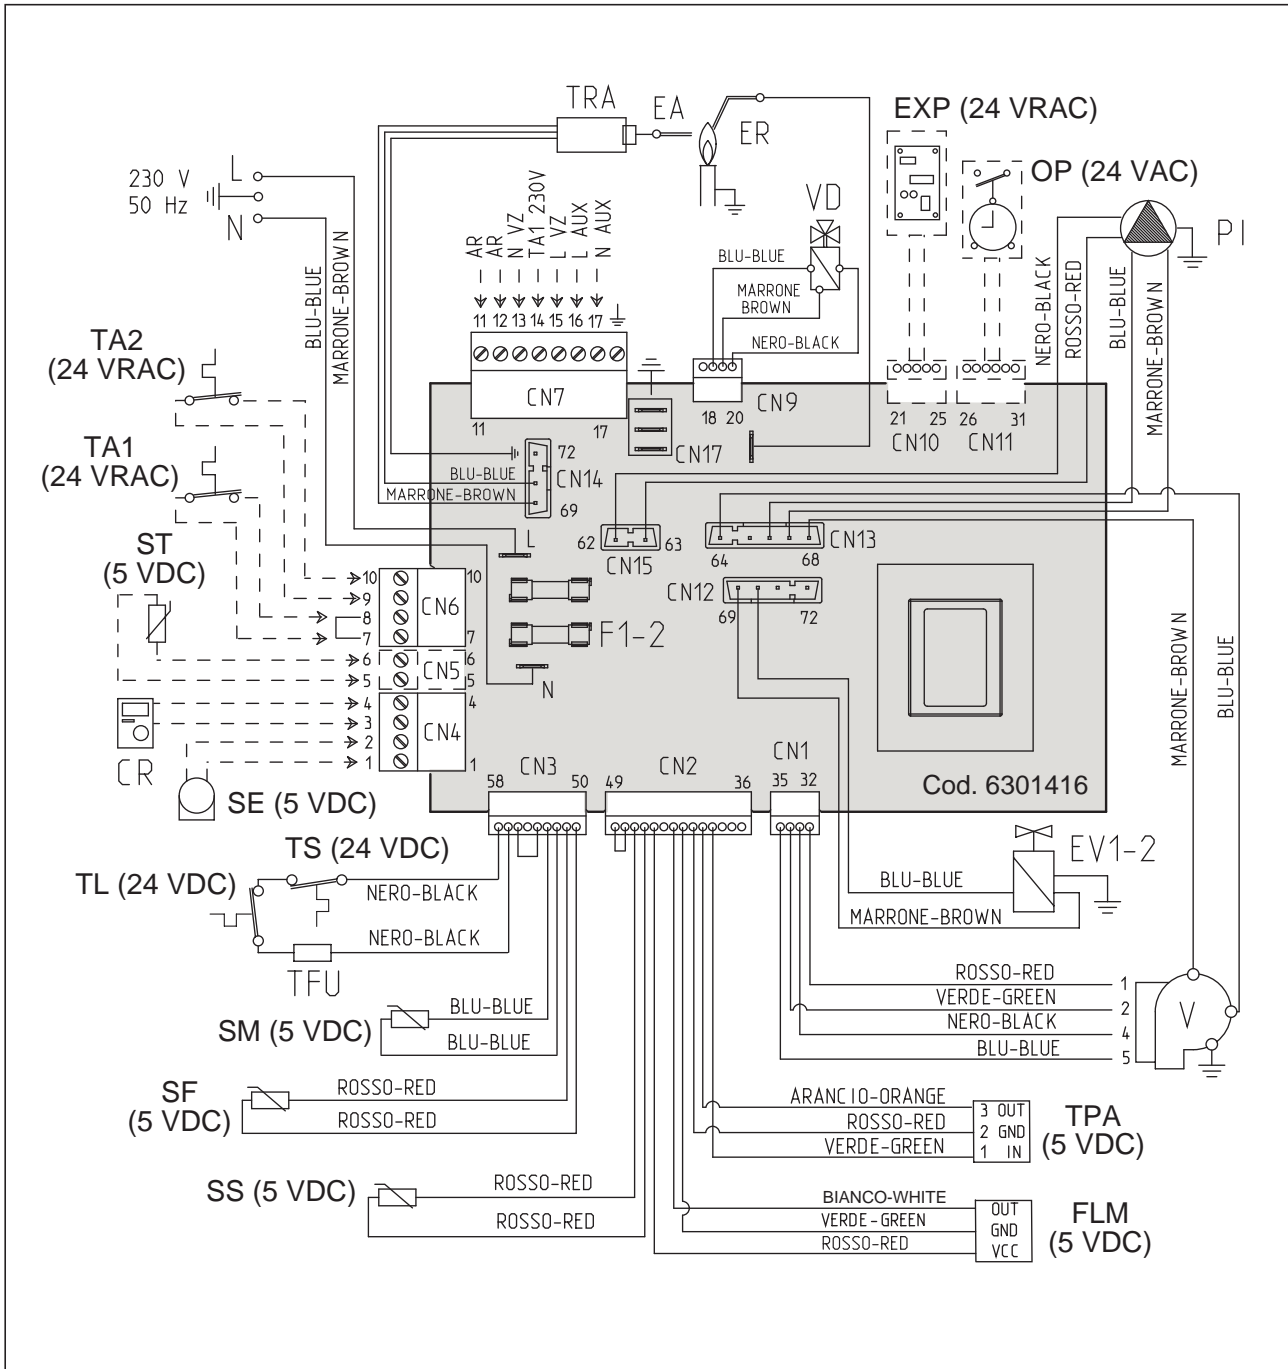 TRA
EA
ER
EXP (24 VRAC)
OP (24 VAC)
230 V
50 Hz
L
N
VD
PI
AR
AR
N VZ
TA1 230V
L VZ
L AUX
N AUX
BLU-BLUE
MARRONE-BROWN
BLU-BLUE
MARRONE
BROWN
NERO-BLACK
NERO-BLACK
ROSSO-RED
BLU-BLUE
MARRONE-BROWN
11 12 13 14 15 16 17
TA2
(24 VRAC)
CN7
11
17
CN9
18 20
CN17
21 25
CN10
26 31
CN11
TA1
(24 VRAC)
72
BLU-BLUE
CN14
MARRONE-BROWN
69
ST
(5 VDC)
L
62
63
CN15
64
68
CN13
CN12
69
72
10
9
8
7
CN6
10
7
F1-2
6
5
CN5
6
5
N
4
3
2
1
CN4
4
1
CR
SE (5 VDC)
MARRONE-BROWN
BLU-BLUE
CN3
58 50
CN2
49 36
CN1
35 32
Cod. 6301416
TS (24 VDC)
TL (24 VDC)
NERO-BLACK
NERO-BLACK
TFU
EV1-2
BLU-BLUE
MARRONE-BROWN
ROSSO-RED 1
VERDE-GREEN 2
NERO-BLACK 4
BLU-BLUE 5
V
SM (5 VDC)
BLU-BLUE
BLU-BLUE
SF
(5 VDC)
ROSSO-RED
ROSSO-RED
ARANCIO-ORANGE 3 OUT
ROSSO-RED 2 GND
VERDE-GREEN 1 IN
TPA
(5 VDC)
SS (5 VDC)
ROSSO-RED
ROSSO-RED
BIANCO-WHITE OUT
VERDE-GREEN GND
ROSSO-RED VCC
FLM
(5 VDC)